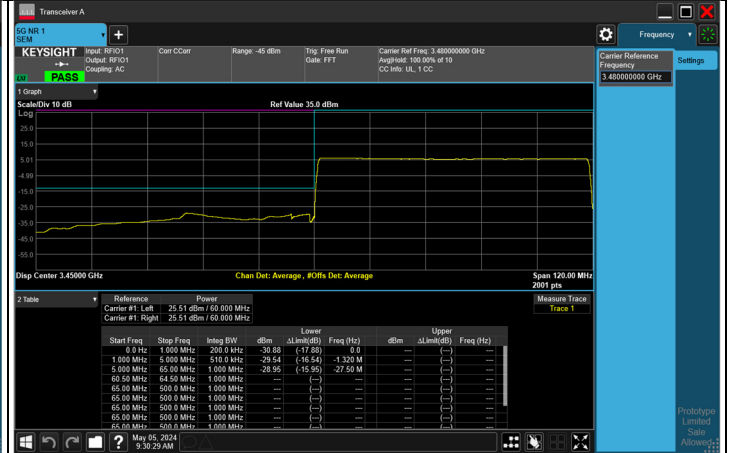 Transceiver A
5G NR 1
SEM
Frequency
KEYSIGHT
LXI
PASS
Input: RFIO1
Output: RFIO1
Coupling: AC
Corr CCorr
Range: -45 dBm
Trig: Free Run
Gate: FFT
Carrier Ref Freq: 3.480000000 GHz
Avg|Hold: 100.00% of 10
CC Info: UL, 1 CC
Carrier Reference
Frequency
3.480000000 GHz
Settings
1 Graph
Scale/Div 10 dB
Ref Value 35.0 dBm
Log
25.0
15.0
5.01
-4.99
-15.0
-25.0
-35.0
-45.0
-55.0
Disp Center 3.45000 GHz
Chan Det: Average , #Offs Det: Average
Span 120.00 MHz
2001 pts
2 Table
Reference Power
Carrier #1: Left 25.51 dBm / 60.000 MHz
Carrier #1: Right 25.51 dBm / 60.000 MHz
Measure Trace
Trace 1
Lower Upper
Start Freq Stop Freq Integ BW dBm ΔLimit(dB) Freq (Hz) dBm ΔLimit(dB) Freq (Hz)
0.0 Hz 1.000 MHz 200.0 kHz -30.88 (-17.88) 0.0 --- (---) ---
1.000 MHz 5.000 MHz 510.0 kHz -29.54 (-16.54) -1.320 M --- (---) ---
5.000 MHz 65.00 MHz 1.000 MHz -28.95 (-15.95) -27.50 M --- (---) ---
60.50 MHz 64.50 MHz 1.000 MHz --- (---) --- --- (---) ---
65.00 MHz 500.0 MHz 1.000 MHz --- (---) --- --- (---) ---
65.00 MHz 500.0 MHz 1.000 MHz --- (---) --- --- (---) ---
65.00 MHz 500.0 MHz 1.000 MHz --- (---) --- --- (---) ---
65.00 MHz 500.0 MHz 1.000 MHz --- (---) --- --- (---) ---
65.00 MHz 500.0 MHz 1.000 MHz --- (---) --- --- (---) ---
May 05, 2024
9:30:29 AM
Prototype
Limited
Sale
Allowed